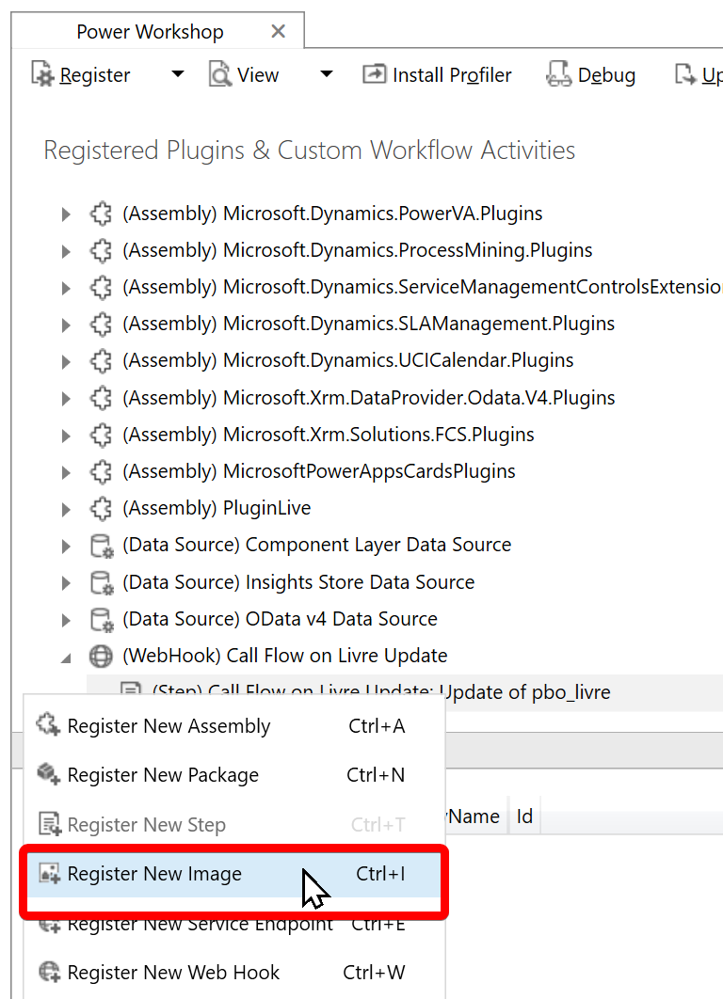 Power Workshop
Register View Install Profiler Debug
Registered Plugins & Custom Workflow Activities
(Assembly) Microsoft.Dynamics.PowerVA.Plugins
(Assembly) Microsoft.Dynamics.ProcessMining.Plugins
(Assembly) Microsoft.Dynamics.ServiceManagementControlsExtensio
(Assembly) Microsoft.Dynamics.SLAManagement.Plugins
(Assembly) Microsoft.Dynamics.UCICalendar.Plugins
(Assembly) Microsoft.Xrm.DataProvider.Odata.V4.Plugins
(Assembly) Microsoft.Xrm.Solutions.FCS.Plugins
(Assembly) MicrosoftPowerAppsCardsPlugins
(Assembly) PluginLive
(Data Source) Component Layer Data Source
(Data Source) Insights Store Data Source
(Data Source) OData v4 Data Source
(WebHook) Call Flow on Livre Update
(Step) Call Flow on Livre Update: Update of pbo_livre
Register New Assembly Ctrl+A
Register New Package Ctrl+N
Name Id
Register New Step Ctrl+T
Register New Image Ctrl+I
Register New Service Endpoint Ctrl+E
Register New Web Hook Ctrl+W